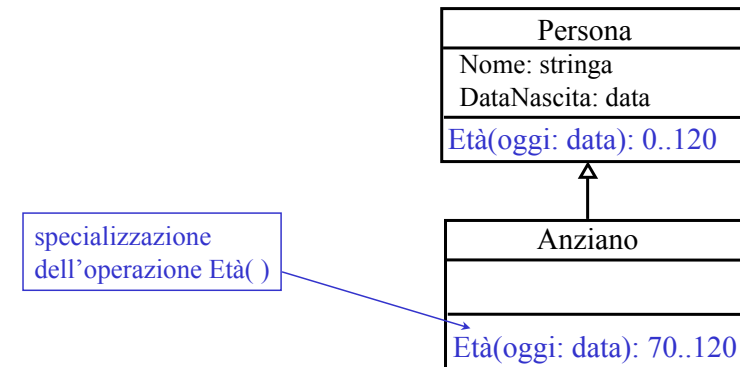 Persona
Nome: stringa
DataNascita: data
Età(oggi: data): 0..120
specializzazione
dell’operazione Età( )
Anziano
Età(oggi: data): 70..120